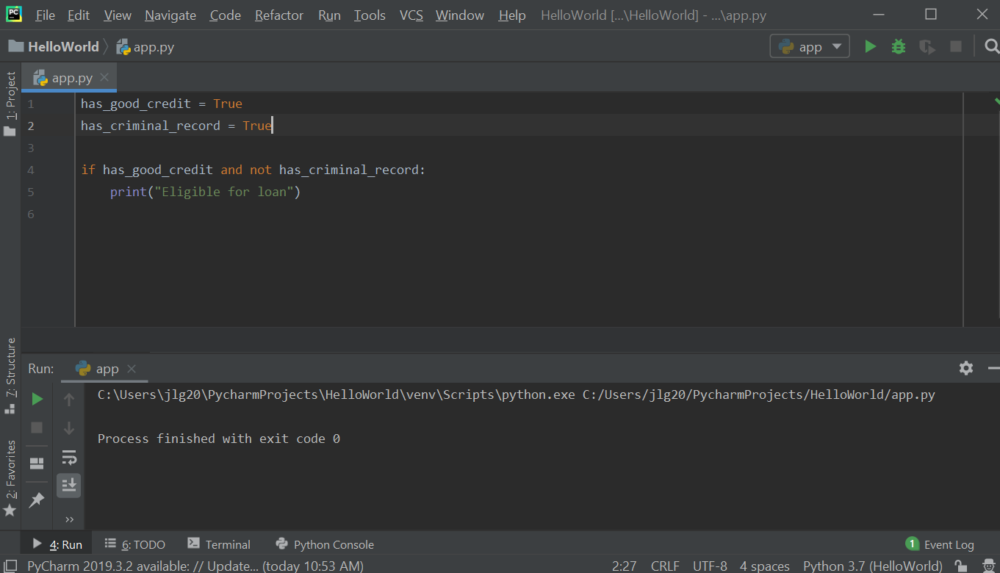 PC File Edit View Navigate Code Refactor Run Tools VCS Window Help HelloWorld [...\HelloWorld] - ...\app.py
HelloWorld app.py app
app.py
1: Project
1 has_good_credit = True
2 has_criminal_record = True
3
4 if has_good_credit and not has_criminal_record:
5     print("Eligible for loan")
6
7: Structure
2: Favorites
Run: app
C:\Users\jlg20\PycharmProjects\HelloWorld\venv\Scripts\python.exe C:/Users/jlg20/PycharmProjects/HelloWorld/app.py
Process finished with exit code 0
4: Run 6: TODO Terminal Python Console 1 Event Log
PyCharm 2019.3.2 available: // Update... (today 10:53 AM) 2:27 CRLF UTF-8 4 spaces Python 3.7 (HelloWorld)